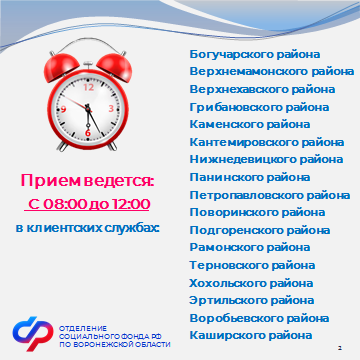 Прием ведется:
С 08:00 до 12:00
в клиентских службах:
Богучарского района
Верхнемамонского района
Верхнехавского района
Грибановского района
Каменского района
Кантемировского района
Нижнедевицкого района
Панинского района
Петропавловского района
Поворинского района
Подгоренского района
Рамонского района
Терновского района
Хохольского района
Эртильского района
Воробьевского района
Каширского района
ОТДЕЛЕНИЕ
СОЦИАЛЬНОГО ФОНДА РФ
ПО ВОРОНЕЖСКОЙ ОБЛАСТИ
2